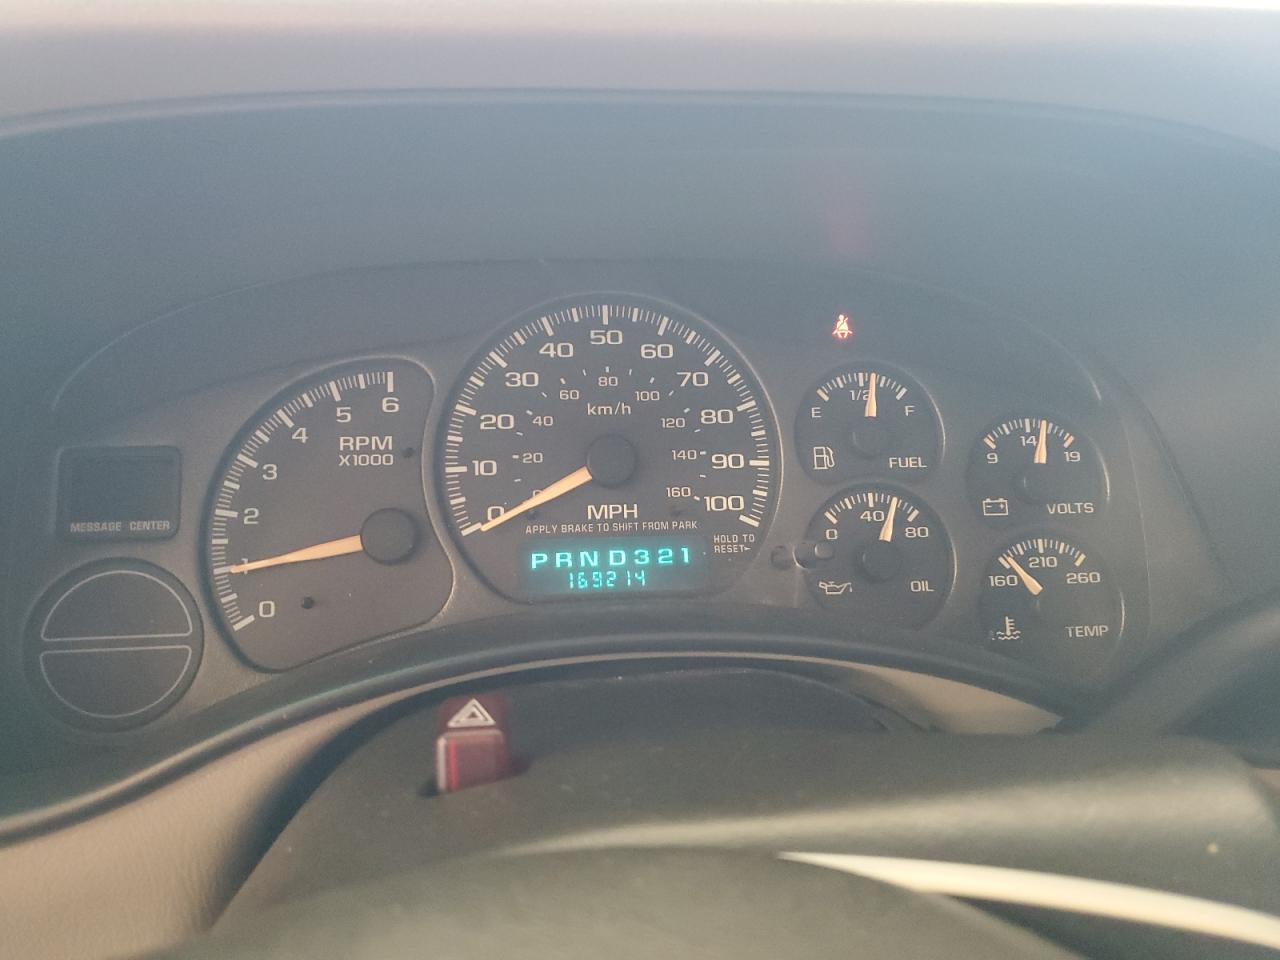 RPM
X1000
0
1
2
3
4
5
6
MESSAGE CENTER
0
10
20
30
40
50
60
70
80
90
100
km/h
0
20
40
60
80
100
120
140
160
MPH
APPLY BRAKE TO SHIFT FROM PARK
HOLD TO
RESET
PRND321
169214
E
1/2
F
FUEL
9
14
19
VOLTS
0
40
80
OIL
160
210
260
TEMP